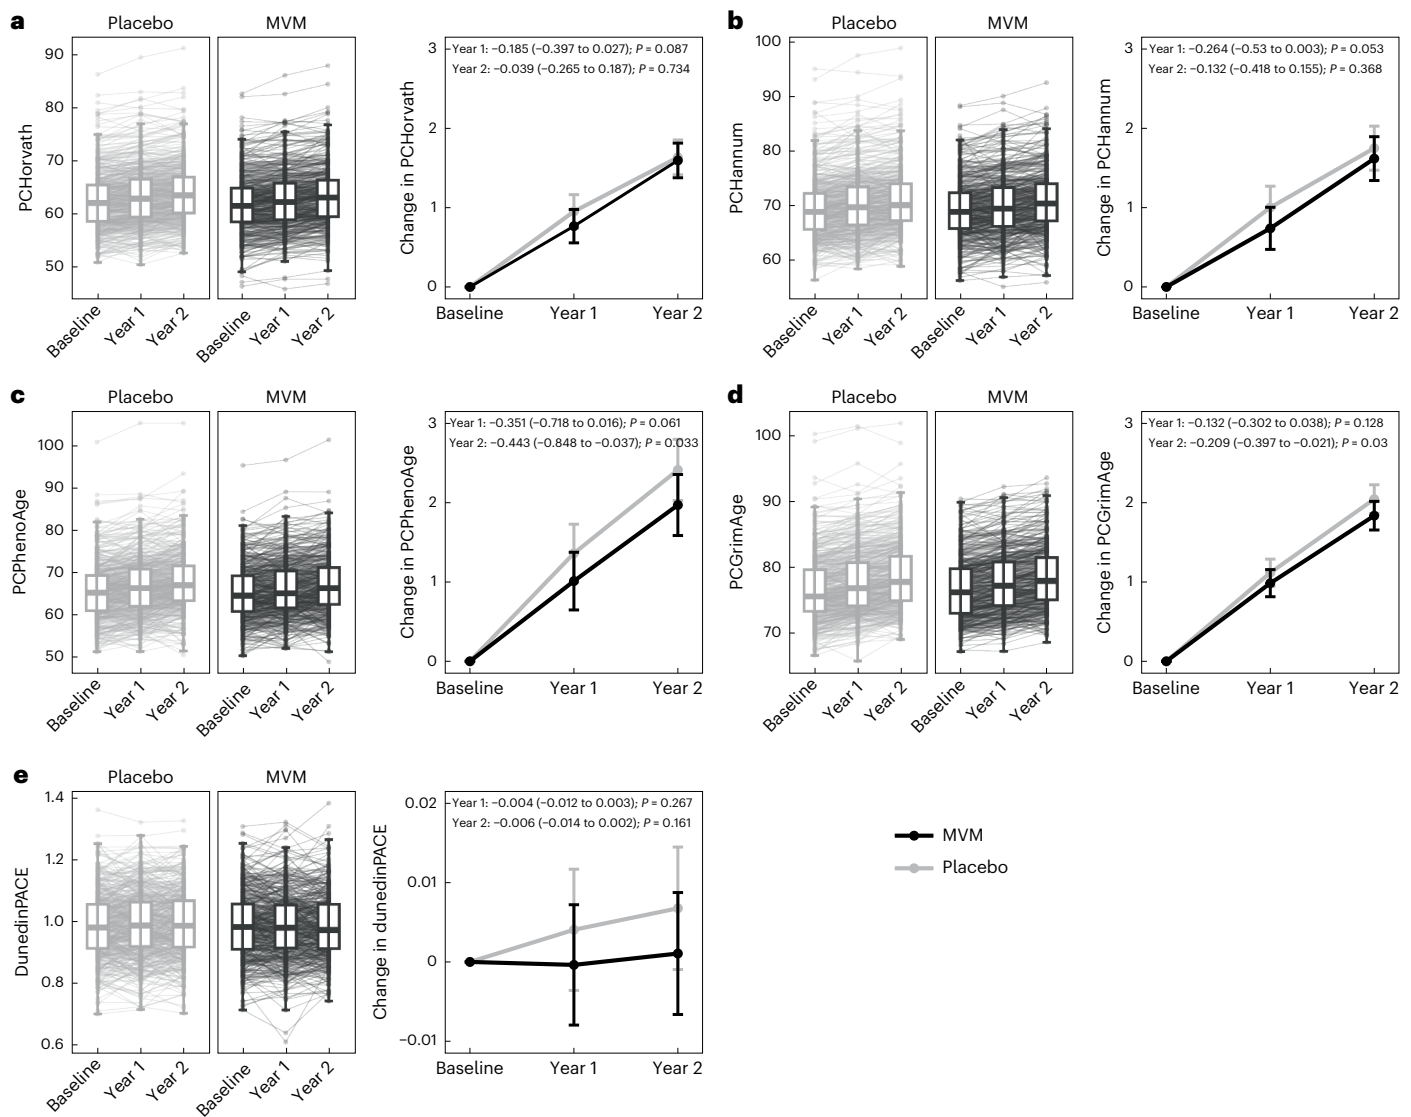 a
Placebo MVM
PCHorvath
90
80
70
60
50
Baseline Year 1 Year 2 Baseline Year 1 Year 2
Change in PCHorvath
3
2
1
0
Year 1: −0.185 (−0.397 to 0.027); P = 0.087
Year 2: −0.039 (−0.265 to 0.187); P = 0.734
Baseline Year 1 Year 2
b
Placebo MVM
PCHannum
100
90
80
70
60
Baseline Year 1 Year 2 Baseline Year 1 Year 2
Change in PCHannum
3
2
1
0
Year 1: −0.264 (−0.53 to 0.003); P = 0.053
Year 2: −0.132 (−0.418 to 0.155); P = 0.368
Baseline Year 1 Year 2
c
Placebo MVM
PCPhenoAge
100
90
80
70
60
50
Baseline Year 1 Year 2 Baseline Year 1 Year 2
Change in PCPhenoAge
3
2
1
0
Year 1: −0.351 (−0.718 to 0.016); P = 0.061
Year 2: −0.443 (−0.848 to −0.037); P = 0.033
Baseline Year 1 Year 2
d
Placebo MVM
PCGrimAge
100
90
80
70
Baseline Year 1 Year 2 Baseline Year 1 Year 2
Change in PCGrimAge
3
2
1
0
Year 1: −0.132 (−0.302 to 0.038); P = 0.128
Year 2: −0.209 (−0.397 to −0.021); P = 0.03
Baseline Year 1 Year 2
e
Placebo MVM
DunedinPACE
1.4
1.2
1.0
0.8
0.6
Baseline Year 1 Year 2 Baseline Year 1 Year 2
Change in dunedinPACE
0.02
0.01
0
−0.01
Year 1: −0.004 (−0.012 to 0.003); P = 0.267
Year 2: −0.006 (−0.014 to 0.002); P = 0.161
Baseline Year 1 Year 2
MVM
Placebo